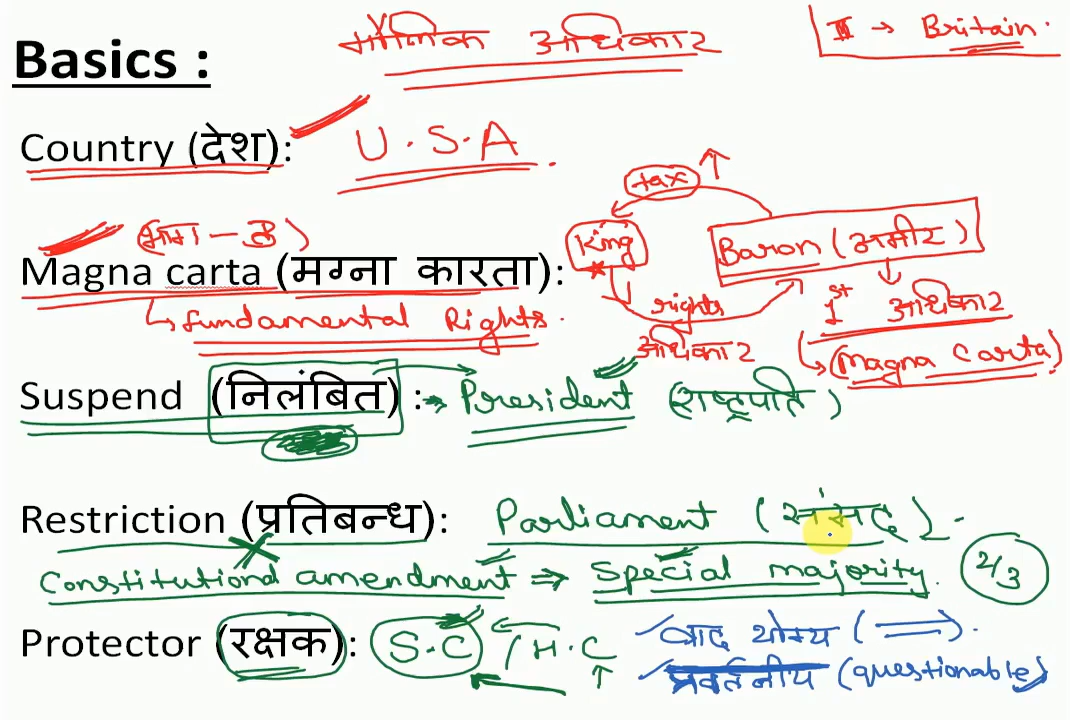 मौलिक अधिकार
II → Britain.
Basics :
Country (देश): U.S.A.
tax ↑
(भाग - 3)
King
Baron (अमीर)
Magna carta (मग्ना कारता):
rights
1st अधिकार
↳ fundamental Rights.
अधिकार
↳ (Magna Carta)
Suspend (निलंबित) :→ President (राष्ट्रपति)
Restriction (प्रतिबन्ध): Parliament (संसद)
Constitutional amendment ⇒ Special majority. 2/3
Protector (रक्षक): S.C / H.C
वाद योग्य ( = ).
प्रवर्तनीय (questionable)